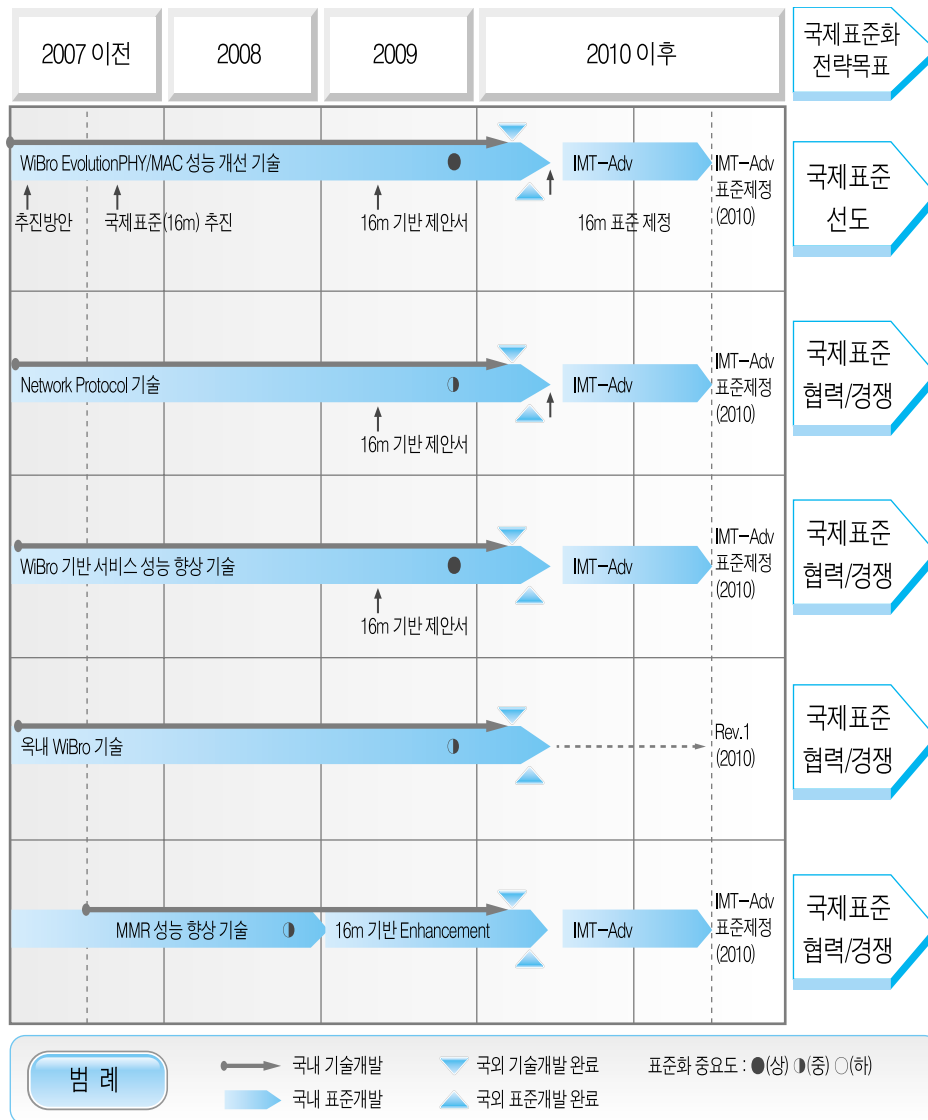 2007 이전
2008
2009
2010 이후
국제표준화
전략목표
WiBro EvolutionPHY/MAC 성능 개선 기술
IMT-Adv
IMT-Adv
표준제정
(2010)
추진방안
국제표준(16m) 추진
16m 기반 제안서
16m 표준 제정
국제표준
선도
Network Protocol 기술
IMT-Adv
IMT-Adv
표준제정
(2010)
16m 기반 제안서
국제표준
협력/경쟁
WiBro 기반 서비스 성능 향상 기술
IMT-Adv
IMT-Adv
표준제정
(2010)
16m 기반 제안서
국제표준
협력/경쟁
옥내 WiBro 기술
Rev.1
(2010)
국제표준
협력/경쟁
MMR 성능 향상 기술
16m 기반 Enhancement
IMT-Adv
IMT-Adv
표준제정
(2010)
국제표준
협력/경쟁
범 례
국내 기술개발
국외 기술개발 완료
표준화 중요도 : ●(상) ◑(중) ○(하)
국내 표준개발
국외 표준개발 완료